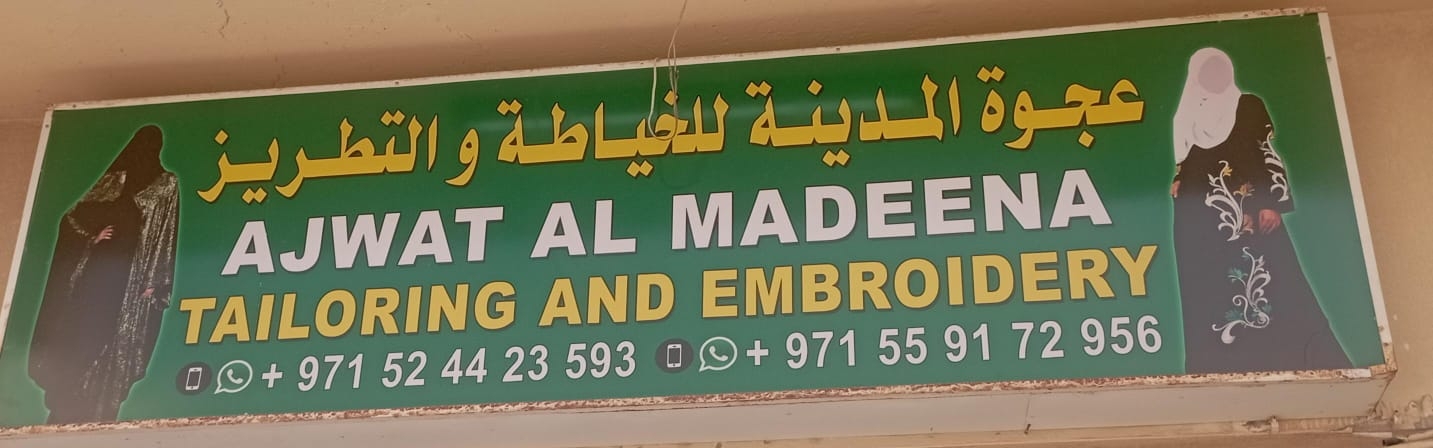 عجوة المدينة للخياطة و التطريز
AJWAT AL MADEENA
TAILORING AND EMBROIDERY
+ 971 52 44 23 593 + 971 55 91 72 956